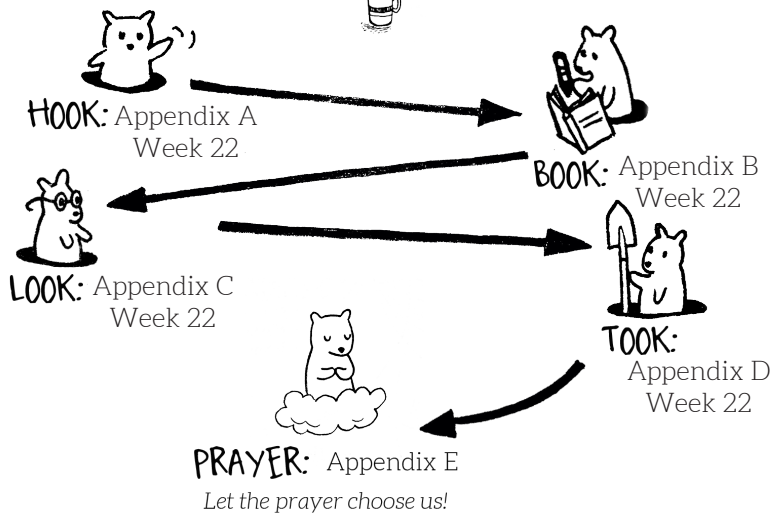 HOOK: Appendix A
Week 22
BOOK: Appendix B
Week 22
LOOK: Appendix C
Week 22
TOOK:
Appendix D
Week 22
PRAYER: Appendix E
Let the prayer choose us!